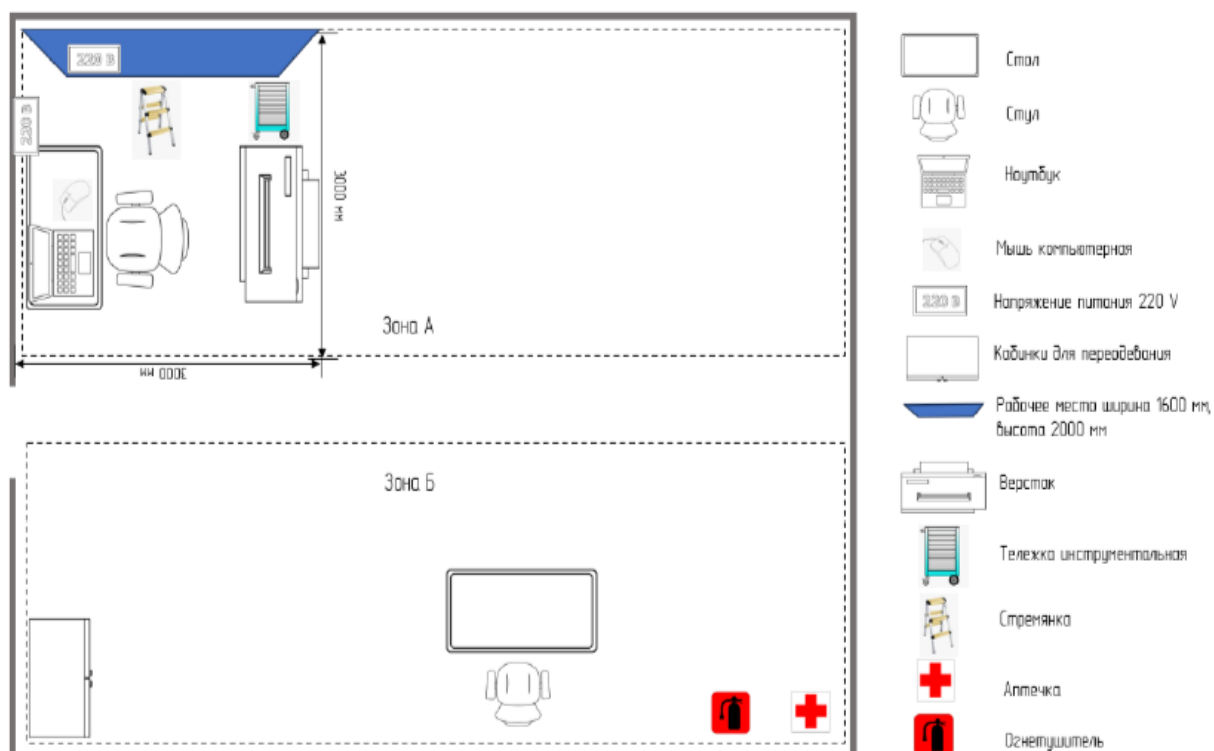 220 В
220 В
3000 мм
3000 мм
Зона А
Зона Б
Стол
Стул
Ноутбук
Мышь компьютерная
220 В
Напряжение питания 220 V
Кабинки для переодевания
Рабочее место ширина 1600 мм,
высота 2000 мм
Верстак
Тележка инструментальная
Стремянка
Аптечка
Огнетушитель